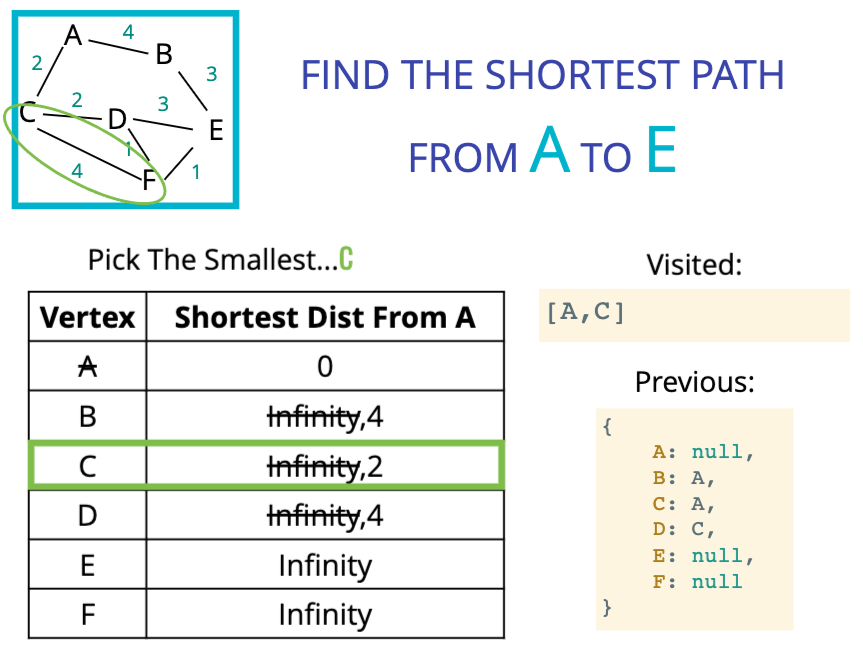 A 4 B
2 3
C 2 D 3 E
1
4 F 1
FIND THE SHORTEST PATH
FROM A TO E
Pick The Smallest...C
Vertex Shortest Dist From A
A 0
B Infinity,4
C Infinity,2
D Infinity,4
E Infinity
F Infinity
Visited:
[A,C]
Previous:
{
A: null,
B: A,
C: A,
D: C,
E: null,
F: null
}